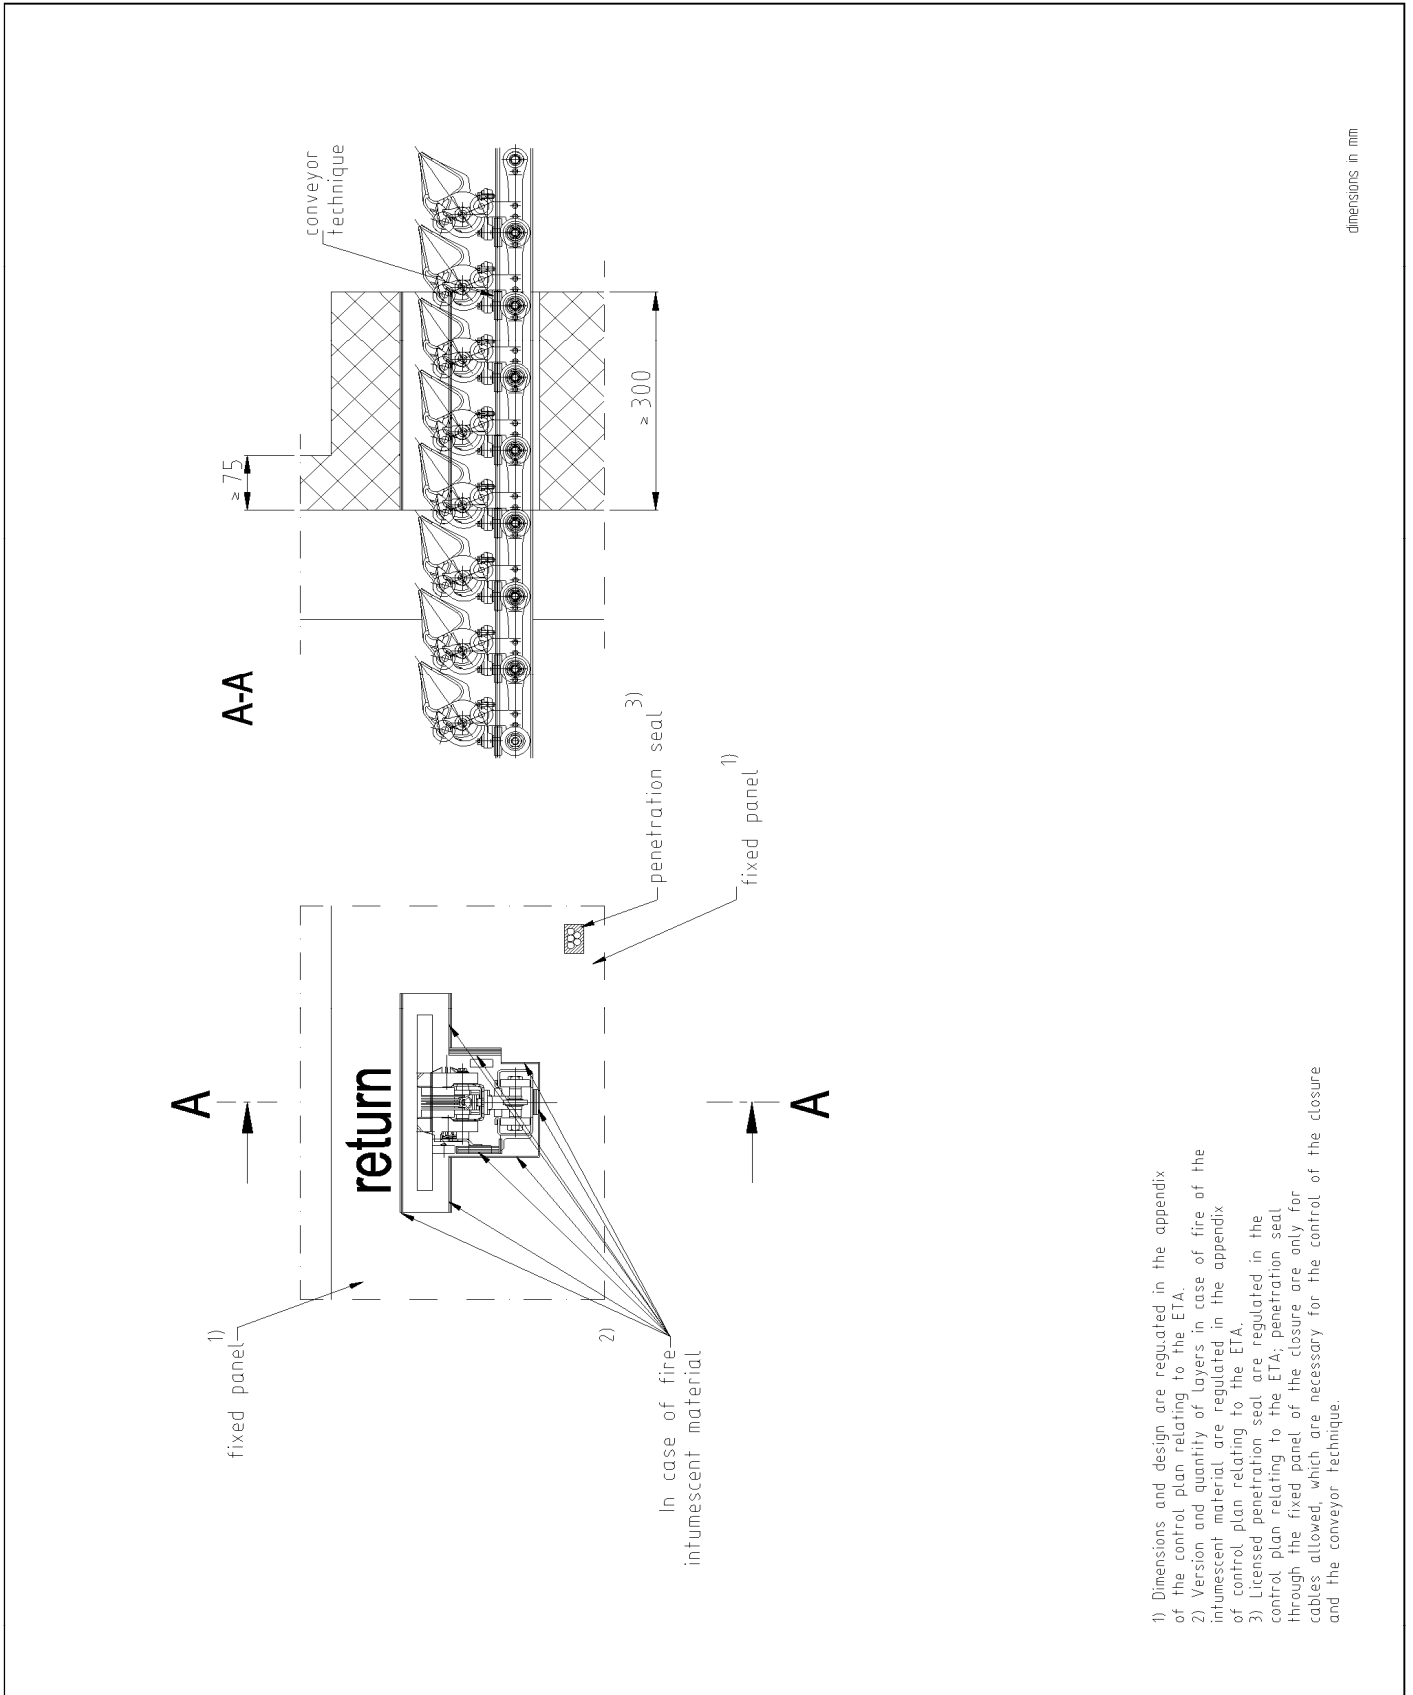 A-A
≥ 75
conveyor
technique
≥ 300
A
return
A
fixed panel 1)
2)
In case of fire
intumescent material
penetration seal 3)
fixed panel 1)
1) Dimensions and design are regulated in the appendix
of the control plan relating to the ETA.
2) Version and quantity of layers in case of fire of the
intumescent material are regulated in the appendix
of control plan relating to the ETA.
3) Licensed penetration seal are regulated in the
control plan relating to the ETA; penetration seal
through the fixed panel of the closure are only for
cables allowed, which are necessary for the control of the closure
and the conveyor technique.
dimensions in mm